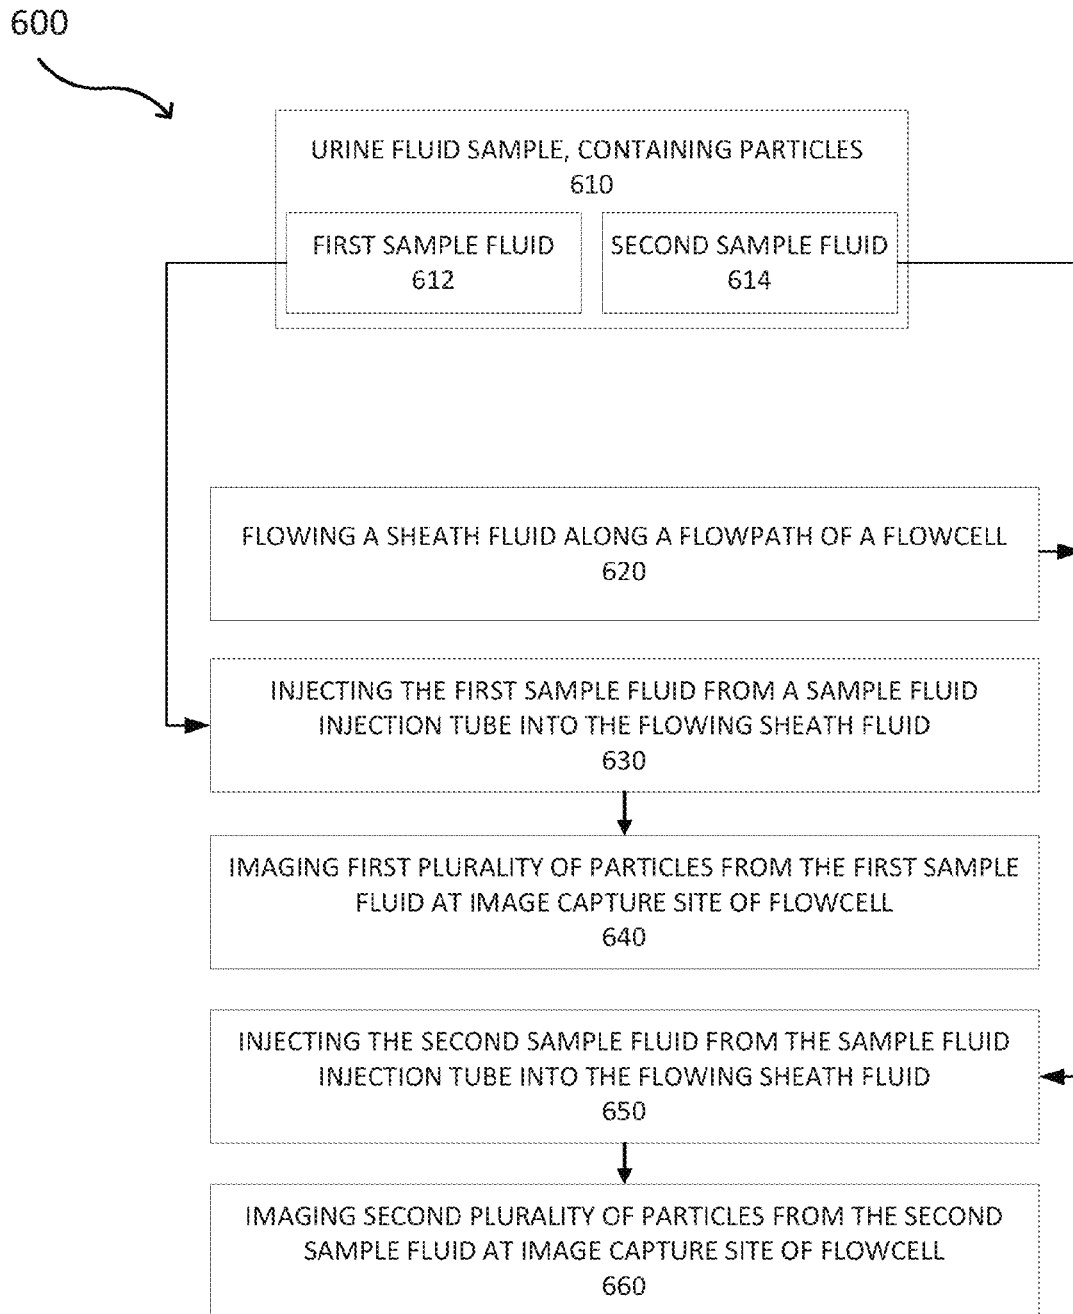 600
URINE FLUID SAMPLE, CONTAINING PARTICLES
610
FIRST SAMPLE FLUID
612
SECOND SAMPLE FLUID
614
FLOWING A SHEATH FLUID ALONG A FLOWPATH OF A FLOWCELL
620
INJECTING THE FIRST SAMPLE FLUID FROM A SAMPLE FLUID
INJECTION TUBE INTO THE FLOWING SHEATH FLUID
630
IMAGING FIRST PLURALITY OF PARTICLES FROM THE FIRST SAMPLE
FLUID AT IMAGE CAPTURE SITE OF FLOWCELL
640
INJECTING THE SECOND SAMPLE FLUID FROM THE SAMPLE FLUID
INJECTION TUBE INTO THE FLOWING SHEATH FLUID
650
IMAGING SECOND PLURALITY OF PARTICLES FROM THE SECOND
SAMPLE FLUID AT IMAGE CAPTURE SITE OF FLOWCELL
660